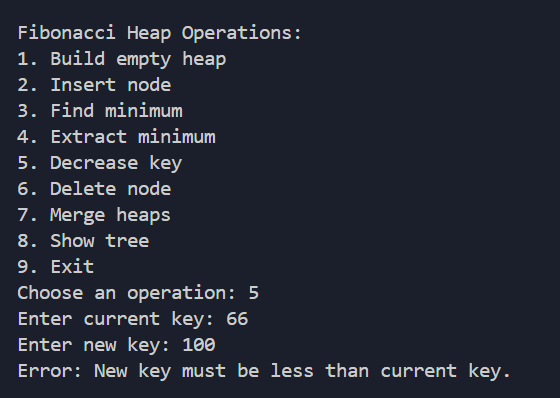 Fibonacci Heap Operations:
1. Build empty heap
2. Insert node
3. Find minimum
4. Extract minimum
5. Decrease key
6. Delete node
7. Merge heaps
8. Show tree
9. Exit
Choose an operation: 5
Enter current key: 66
Enter new key: 100
Error: New key must be less than current key.